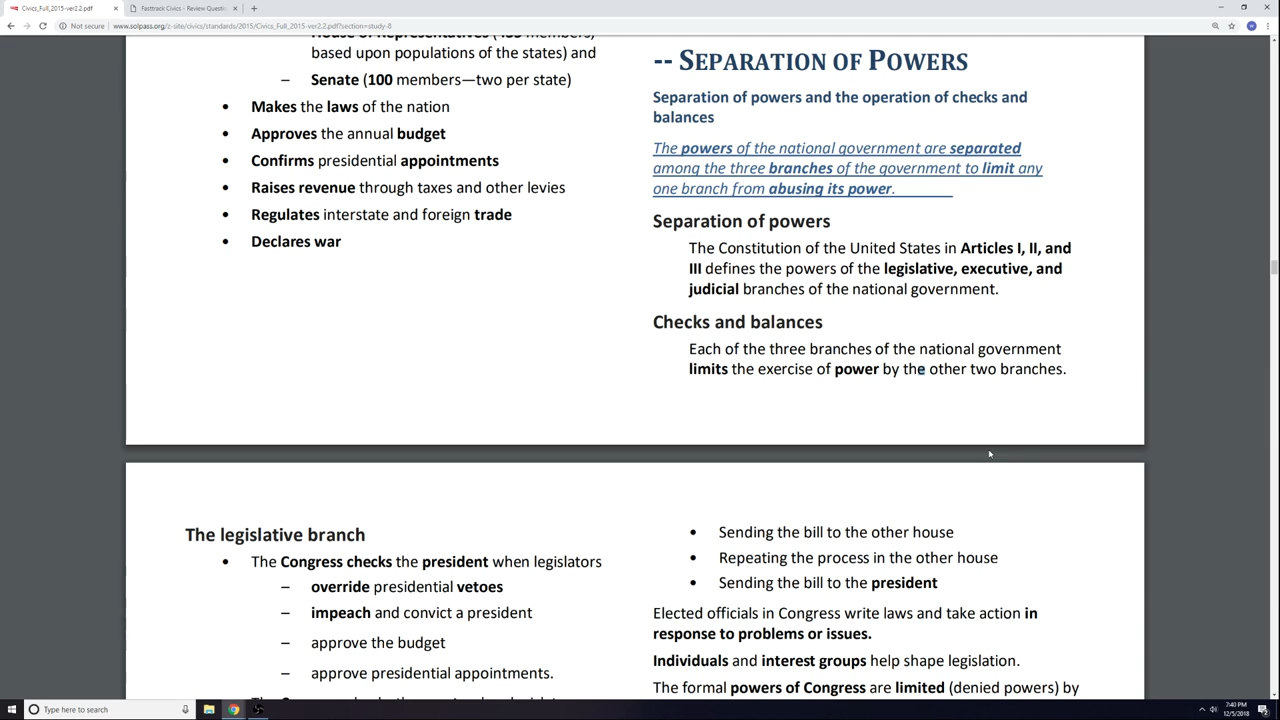 Civics_Full_2015-ver2.2.pdf
Fasttrack Civics - Review Questi
Not secure | www.solpass.org/z-site/civics/standards/2015/Civics_Full_2015-ver2.2.pdf?section=study-8
based upon populations of the states) and
– Senate (100 members—two per state)
• Makes the laws of the nation
• Approves the annual budget
• Confirms presidential appointments
• Raises revenue through taxes and other levies
• Regulates interstate and foreign trade
• Declares war
-- SEPARATION OF POWERS
Separation of powers and the operation of checks and
balances
The powers of the national government are separated
among the three branches of the government to limit any
one branch from abusing its power.
Separation of powers
The Constitution of the United States in Articles I, II, and
III defines the powers of the legislative, executive, and
judicial branches of the national government.
Checks and balances
Each of the three branches of the national government
limits the exercise of power by the other two branches.
The legislative branch
• The Congress checks the president when legislators
– override presidential vetoes
– impeach and convict a president
– approve the budget
– approve presidential appointments.
• Sending the bill to the other house
• Repeating the process in the other house
• Sending the bill to the president
Elected officials in Congress write laws and take action in
response to problems or issues.
Individuals and interest groups help shape legislation.
The formal powers of Congress are limited (denied powers) by
Type here to search
7:40 PM
12/5/2018